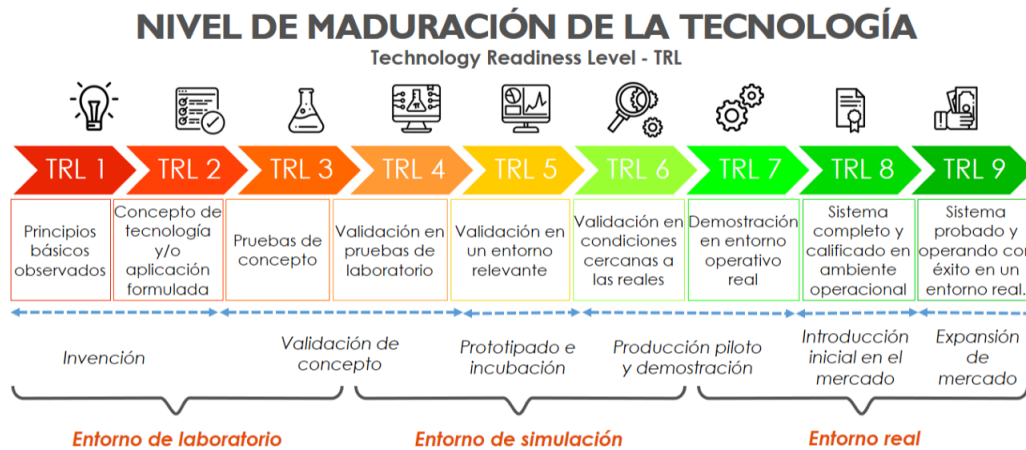 NIVEL DE MADURACIÓN DE LA TECNOLOGÍA
Technology Readiness Level - TRL
TRL 1
TRL 2
TRL 3
TRL 4
TRL 5
TRL 6
TRL 7
TRL 8
TRL 9
Principios
básicos
observados
Concepto de
tecnología
y/o
aplicación
formulada
Pruebas de
concepto
Validación en
pruebas de
laboratorio
Validación en
un entorno
relevante
Validación en
condiciones
cercanas a
las reales
Demostración
en entorno
operativo
real
Sistema
completo y
calificado en
ambiente
operacional
Sistema
probado y
operando con
éxito en un
entorno real.
Invención
Validación de
concepto
Prototipado e
incubación
Producción piloto
y demostración
Introducción
inicial en el
mercado
Expansión
de
mercado
Entorno de laboratorio
Entorno de simulación
Entorno real